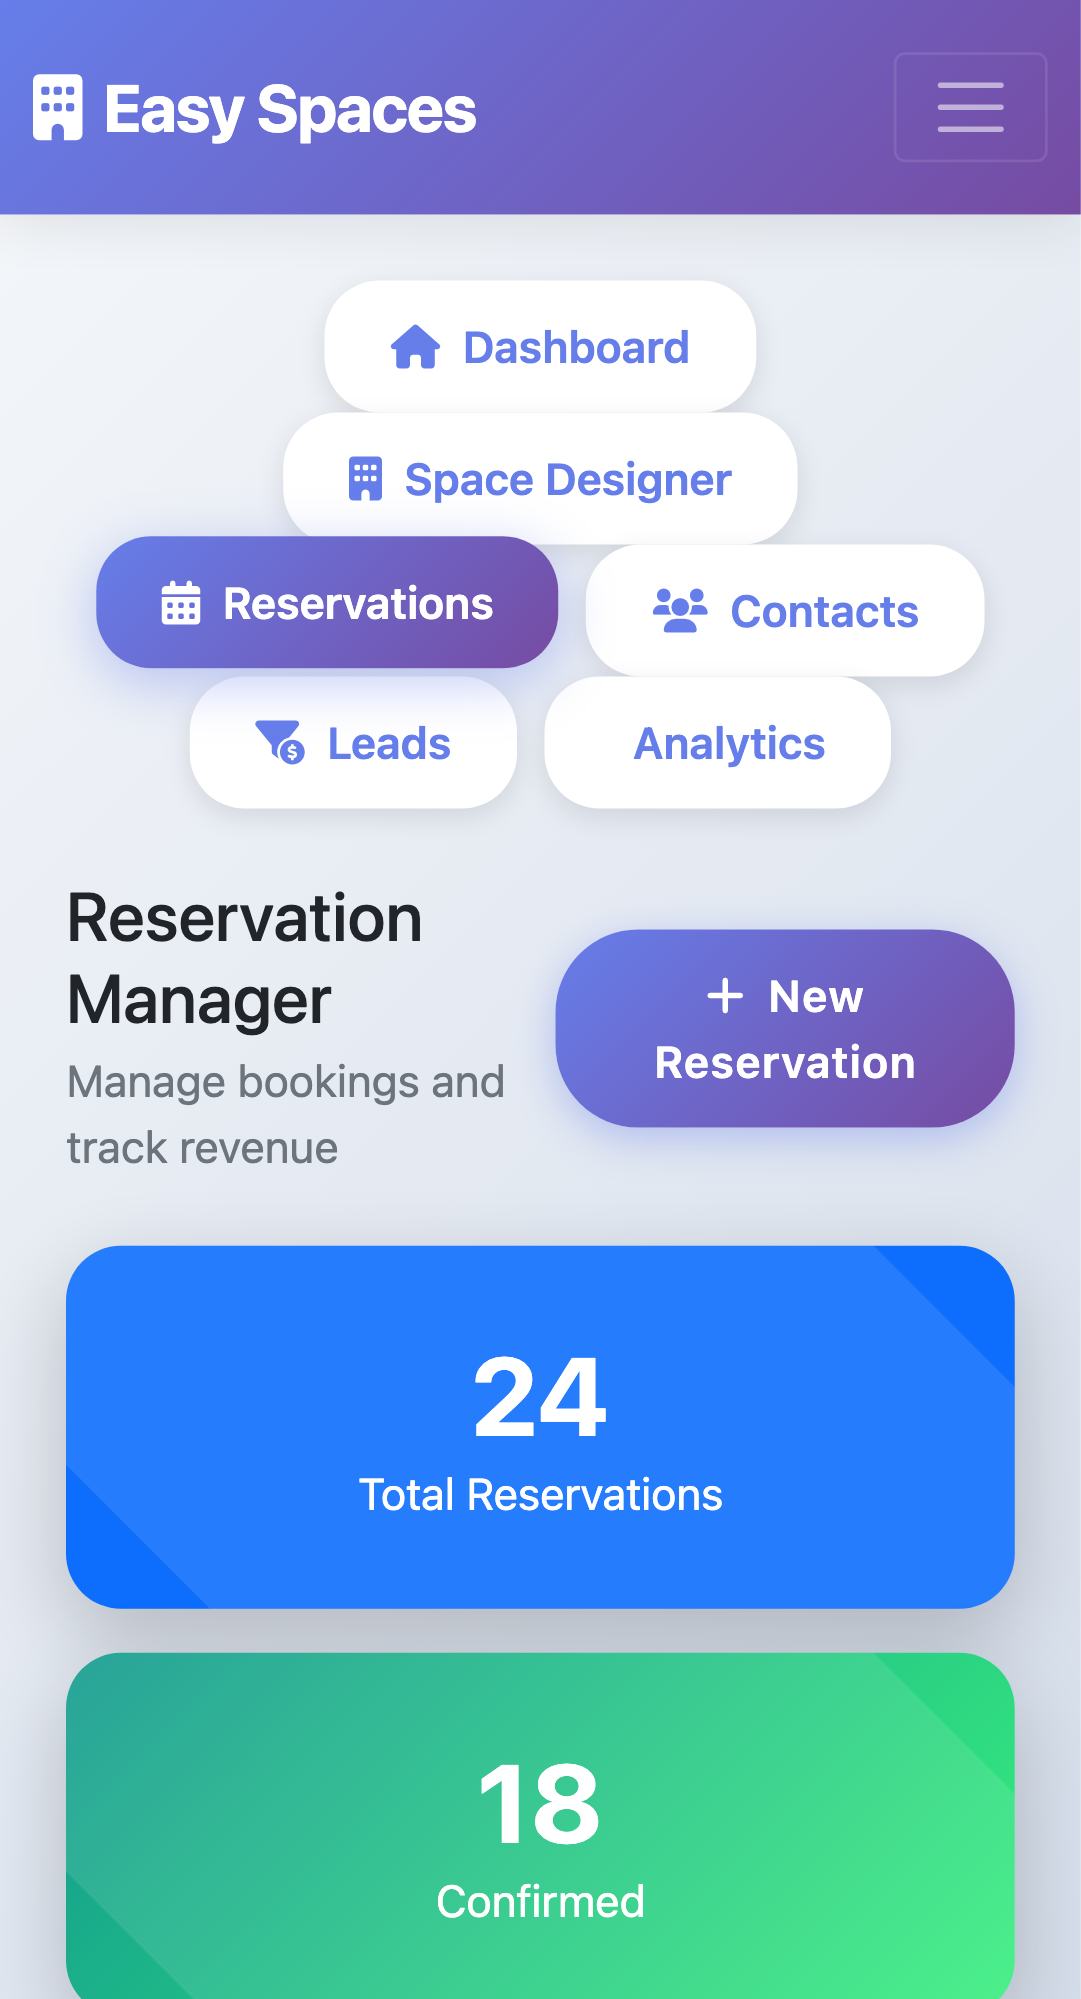 Easy Spaces
Dashboard
Space Designer
Reservations
Contacts
Leads
Analytics
Reservation
Manager
Manage bookings and
track revenue
+ New
Reservation
24
Total Reservations
18
Confirmed